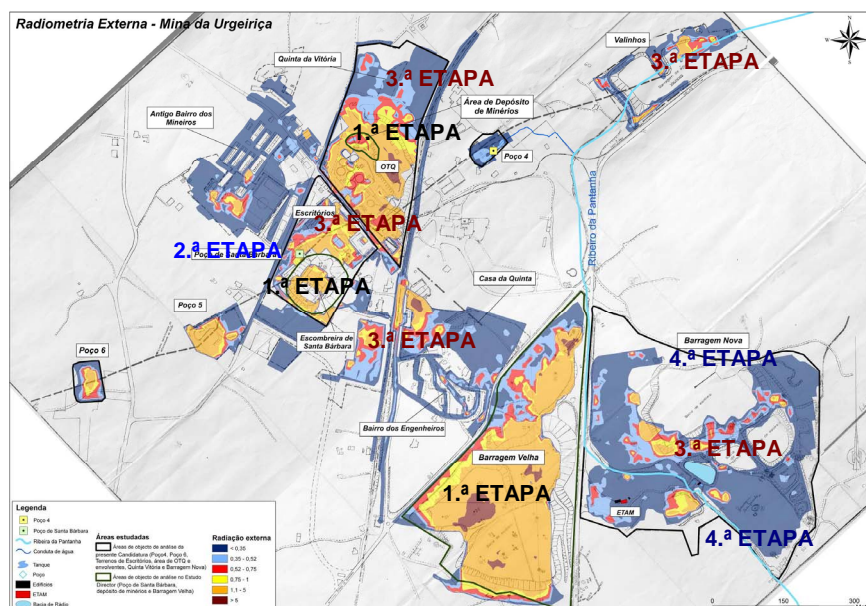 Radiometria Externa - Mina da Urgeiriça
Quinta da Vitória
3.ª ETAPA
Valinhos
3.ª ETAPA
Antigo Bairro dos
Mineiros
Área de Depósito
de Minérios
1.ª ETAPA
OTQ
Poço 4
Escritórios
3.ª ETAPA
Ribeiro da Pantanha
2.ª ETAPA
Poço de Santa Bárbara
1.ª ETAPA
Casa da Quinta
Poço 5
Escombreira de
Santa Bárbara
3.ª ETAPA
Barragem Nova
4.ª ETAPA
Poço 6
Bairro dos Engenheiros
Barragem Velha
3.ª ETAPA
1.ª ETAPA
ETAM
4.ª ETAPA
Legenda
Poço 4
Poço de Santa Bárbara
Ribeira da Pantanha
Conduta de água
Tanque
Poço
Edifícios
ETAM
Bacia de Rádio
Áreas estudadas
Áreas de objecto de análise da
presente Candidatura (Poço4, Poço 6,
Terrenos de Escritórios, área de OTQ e
envolventes, Quinta Vitória e Barragem Nova)
Áreas de objecto de análise no Estudo
Director (Poço de Santa Bárbara,
depósito de minérios e Barragem Velha)
Radiação externa
< 0,35
0,35 - 0,52
0,52 - 0,75
0,75 - 1
1,1 - 5
> 5
0 150 300